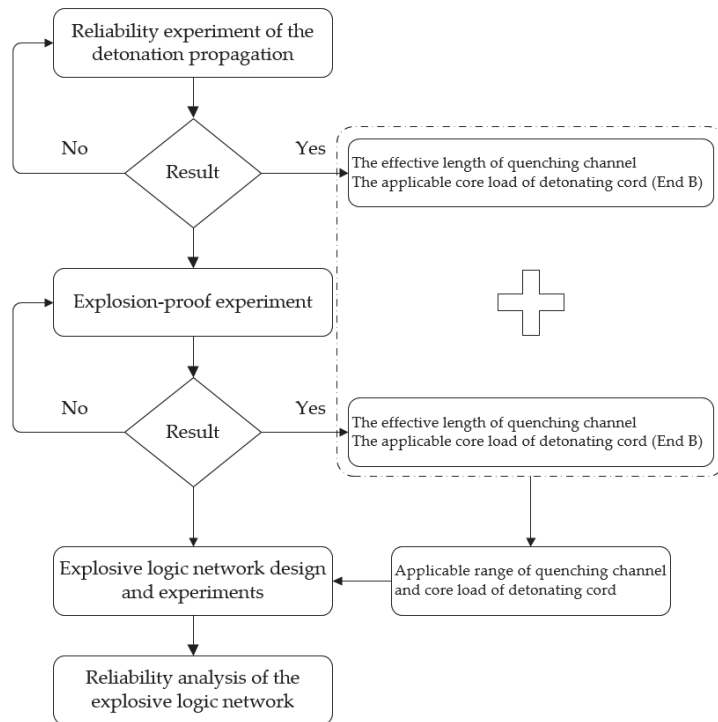 Reliability experiment of the
detonation propagation
No
Result
Yes
The effective length of quenching channel
The applicable core load of detonating cord (End B)
Explosion-proof experiment
No
Result
Yes
The effective length of quenching channel
The applicable core load of detonating cord (End B)
Explosive logic network design
and experiments
Applicable range of quenching channel
and core load of detonating cord
Reliability analysis of the
explosive logic network